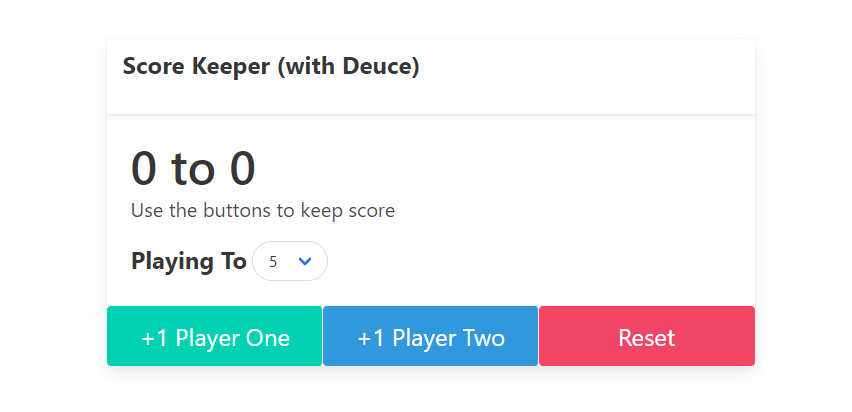 Score Keeper (with Deuce)
0 to 0
Use the buttons to keep score
Playing To 5
+1 Player One +1 Player Two Reset